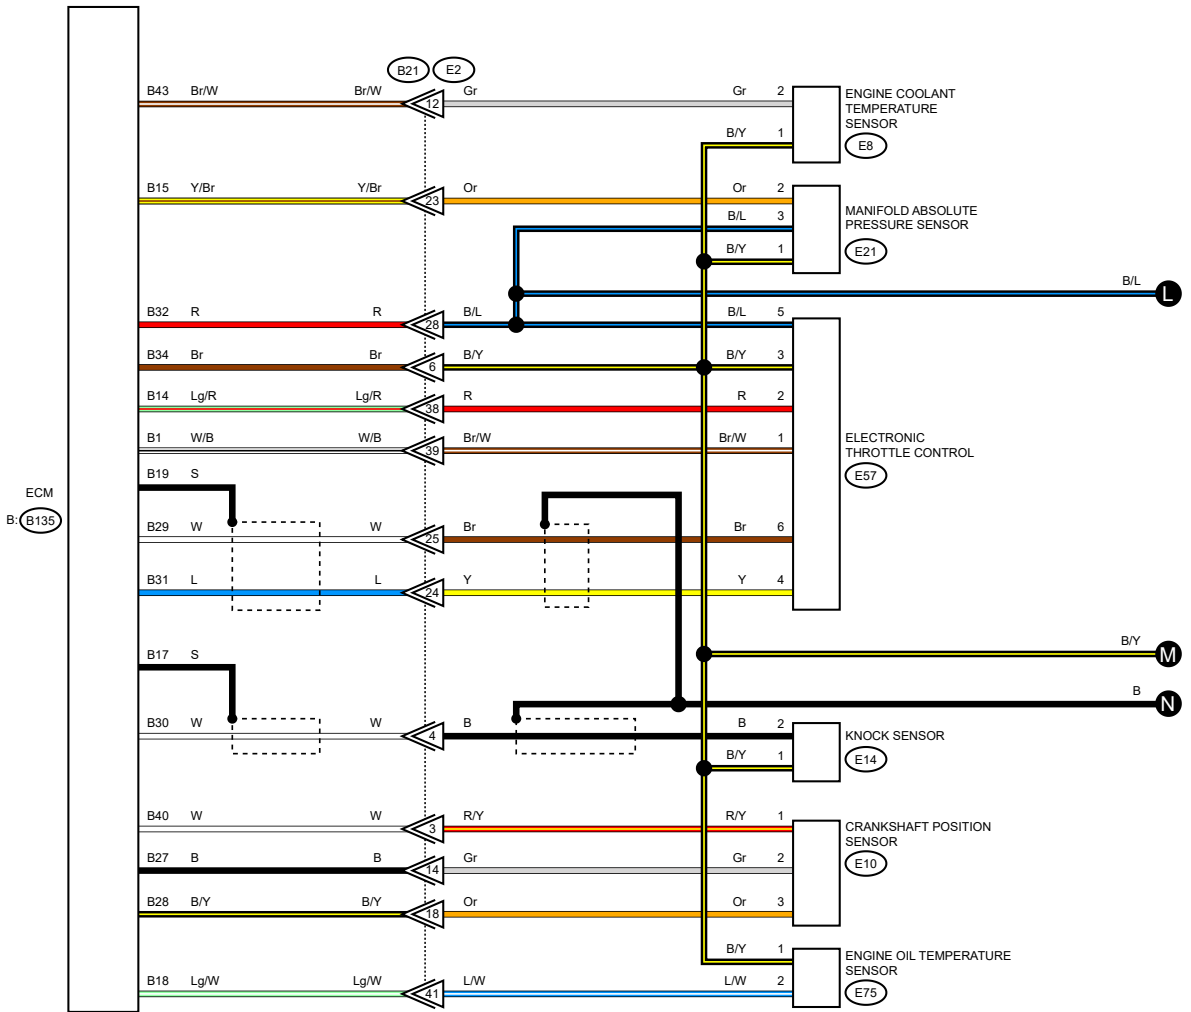 B21 E2
B43 Br/W Br/W 12 Gr Gr 2
ENGINE COOLANT
TEMPERATURE
SENSOR
E8
B/Y 1
B15 Y/Br Y/Br 23 Or Or 2
B/L 3
B/Y 1
MANIFOLD ABSOLUTE
PRESSURE SENSOR
E21
B/L L
B32 R R 28 B/L B/L 5
B34 Br Br 6 B/Y B/Y 3
B14 Lg/R Lg/R 38 R R 2
B1 W/B W/B 39 Br/W Br/W 1
ELECTRONIC
THROTTLE CONTROL
E57
B19 S
ECM
B: B135
B29 W W 25 Br Br 6
B31 L L 24 Y Y 4
B17 S
B/Y M
B N
B30 W W 4 B B 2
KNOCK SENSOR
E14
B/Y 1
B40 W W 3 R/Y R/Y 1
CRANKSHAFT POSITION
SENSOR
E10
B27 B B 14 Gr Gr 2
B28 B/Y B/Y 18 Or Or 3
B/Y 1
ENGINE OIL TEMPERATURE
SENSOR
E75
B18 Lg/W Lg/W 41 L/W L/W 2